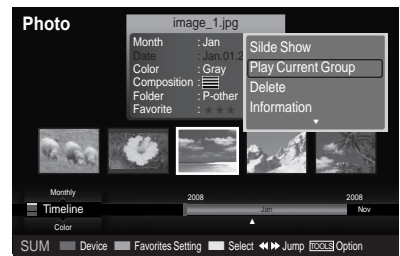 Photo
image_1.jpg
Month : Jan
Date : Jan.01.2
Color : Gray
Composition :
Folder : P-other
Favorite : ★ ★ ★
Silde Show
Play Current Group
Delete
Information
Monthly
Timeline
Color
2008
2008
Jan
Nov
SUM Device Favorites Setting Select Jump TOOLS Option